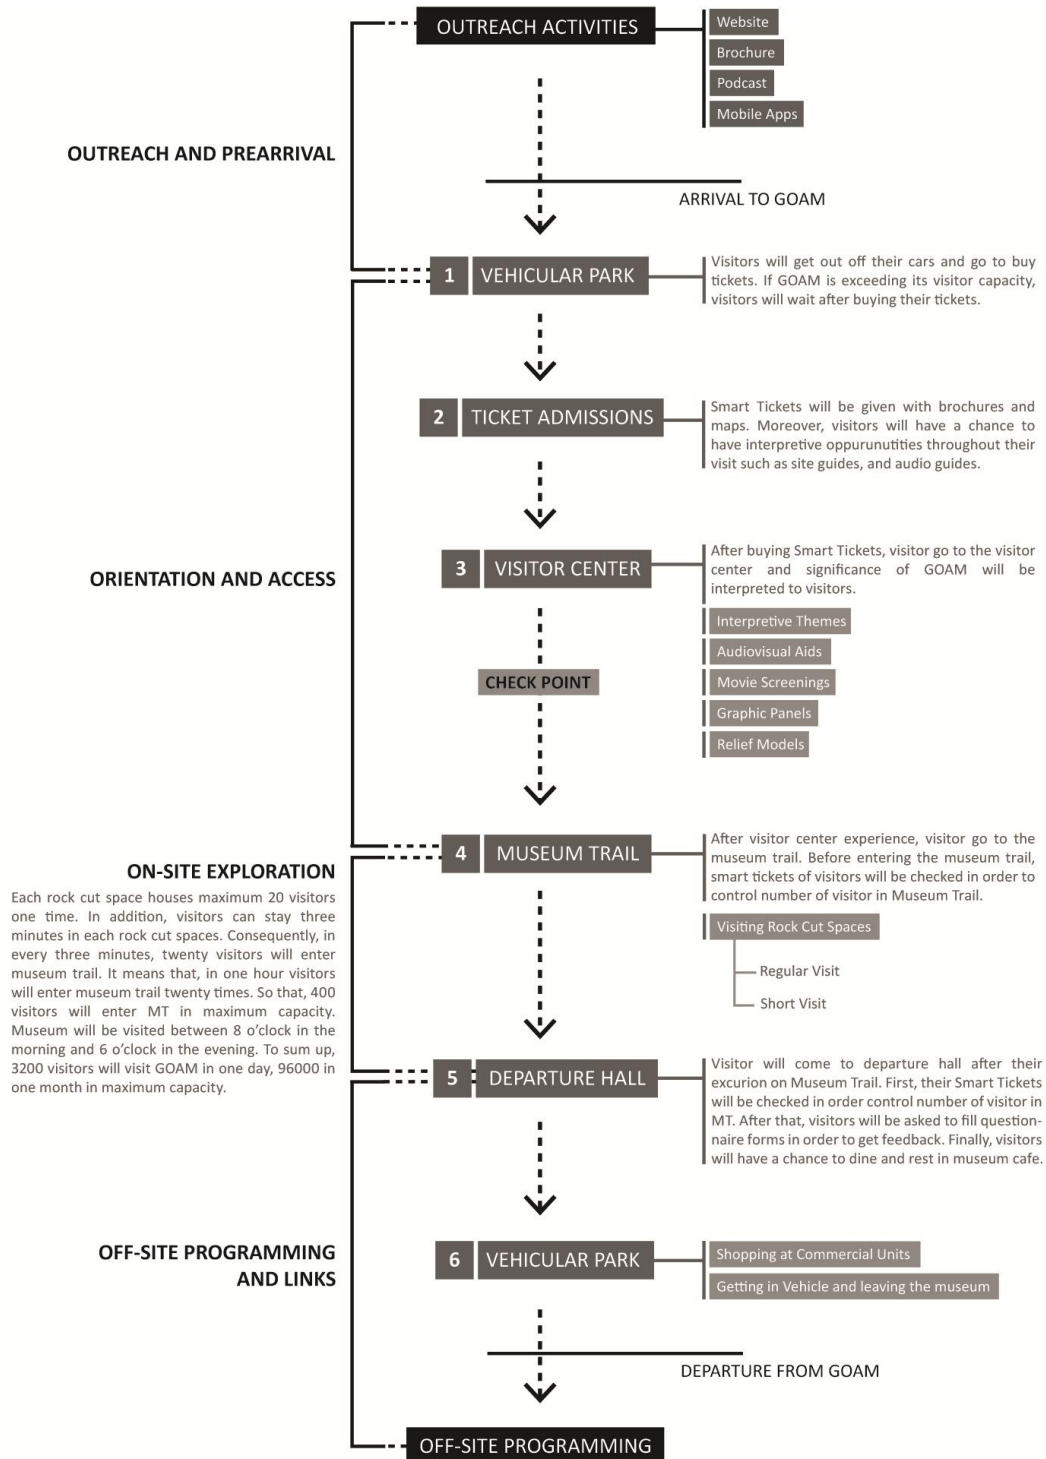 OUTREACH ACTIVITIES
Website
Brochure
Podcast
Mobile Apps
OUTREACH AND PREARRIVAL
ARRIVAL TO GOAM
1 VEHICULAR PARK
Visitors will get out off their cars and go to buy
tickets. If GOAM is exceeding its visitor capacity,
visitors will wait after buying their tickets.
2 TICKET ADMISSIONS
Smart Tickets will be given with brochures and
maps. Moreover, visitors will have a chance to
have interpretive oppurunutities throughout their
visit such as site guides, and audio guides.
ORIENTATION AND ACCESS
3 VISITOR CENTER
After buying Smart Tickets, visitor go to the visitor
center and significance of GOAM will be
interpreted to visitors.
Interpretive Themes
Audiovisual Aids
Movie Screenings
Graphic Panels
Relief Models
CHECK POINT
4 MUSEUM TRAIL
After visitor center experience, visitor go to the
museum trail. Before entering the museum trail,
smart tickets of visitors will be checked in order to
control number of visitor in Museum Trail.
Visiting Rock Cut Spaces
Regular Visit
Short Visit
ON-SITE EXPLORATION
Each rock cut space houses maximum 20 visitors
one time. In addition, visitors can stay three
minutes in each rock cut spaces. Consequently, in
every three minutes, twenty visitors will enter
museum trail. It means that, in one hour visitors
will enter museum trail twenty times. So that, 400
visitors will enter MT in maximum capacity.
Museum will be visited between 8 o'clock in the
morning and 6 o'clock in the evening. To sum up,
3200 visitors will visit GOAM in one day, 96000 in
one month in maximum capacity.
5 DEPARTURE HALL
Visitor will come to departure hall after their
excurion on Museum Trail. First, their Smart Tickets
will be checked in order control number of visitor in
MT. After that, visitors will be asked to fill question-
naire forms in order to get feedback. Finally, visitors
will have a chance to dine and rest in museum cafe.
OFF-SITE PROGRAMMING
AND LINKS
6 VEHICULAR PARK
Shopping at Commercial Units
Getting in Vehicle and leaving the museum
DEPARTURE FROM GOAM
OFF-SITE PROGRAMMING